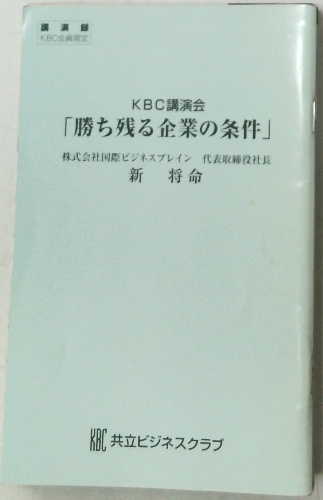 講演録
KBC会員限定
KBC講演会
「勝ち残る企業の条件」
株式会社国際ビジネスブレイン 代表取締役社長
新 将命
KBC 共立ビジネスクラブ